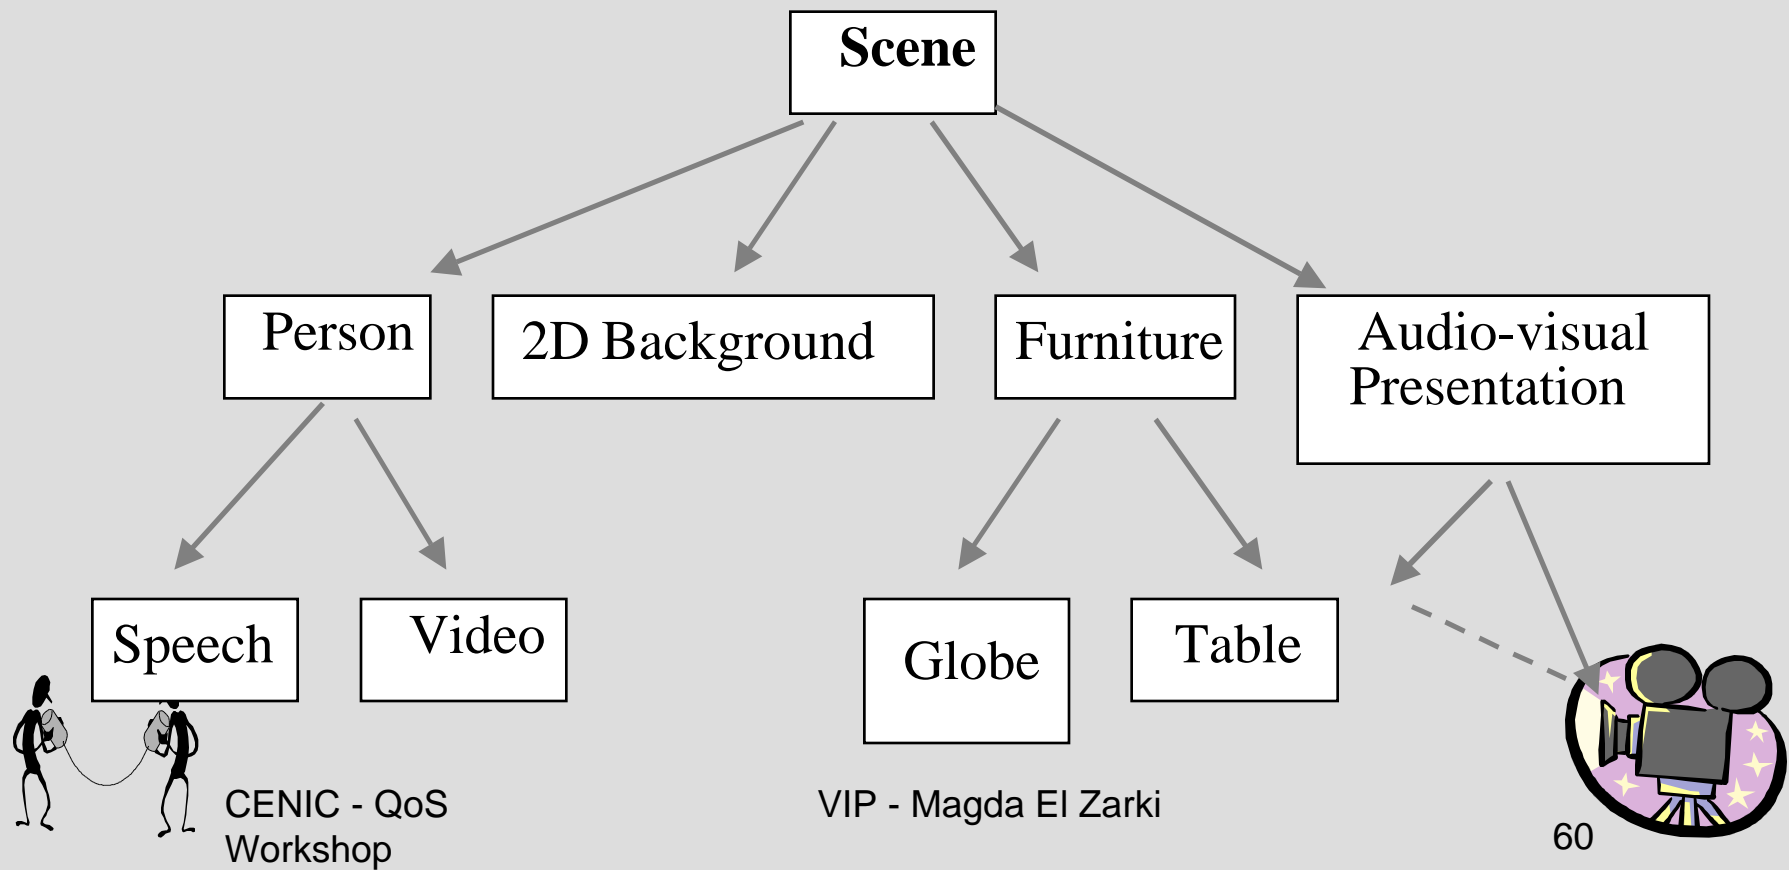 Scene
Person
2D Background
Furniture
Audio-visual
Presentation
Speech
Video
Globe
Table
CENIC - QoS
Workshop
VIP - Magda El Zarki
60